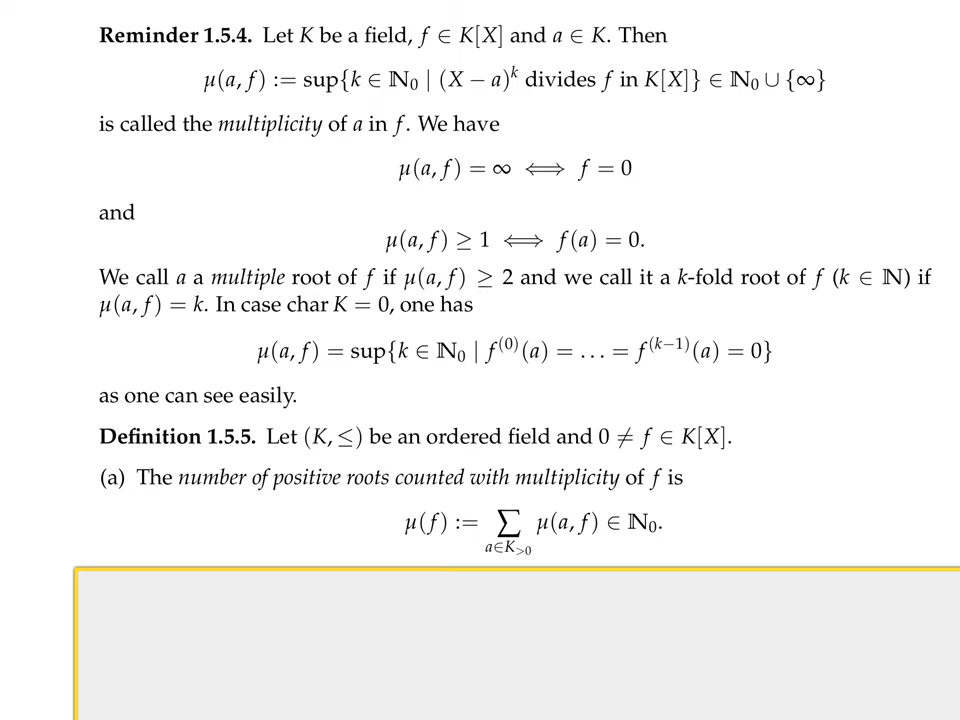 Reminder 1.5.4. Let K be a field, f ∈ K[X] and a ∈ K. Then
μ(a, f) := sup{k ∈ ℕ₀ | (X − a)ᵏ divides f in K[X]} ∈ ℕ₀ ∪ {∞}
is called the multiplicity of a in f. We have
μ(a, f) = ∞ ⟺ f = 0
and
μ(a, f) ≥ 1 ⟺ f(a) = 0.
We call a a multiple root of f if μ(a, f) ≥ 2 and we call it a k-fold root of f (k ∈ ℕ) if
μ(a, f) = k. In case char K = 0, one has
μ(a, f) = sup{k ∈ ℕ₀ | f⁽⁰⁾(a) = . . . = f⁽ᵏ⁻¹⁾(a) = 0}
as one can see easily.
Definition 1.5.5. Let (K, ≤) be an ordered field and 0 ≠ f ∈ K[X].
(a) The number of positive roots counted with multiplicity of f is
μ(f) := ∑_{a∈K_{>0}} μ(a, f) ∈ ℕ₀.